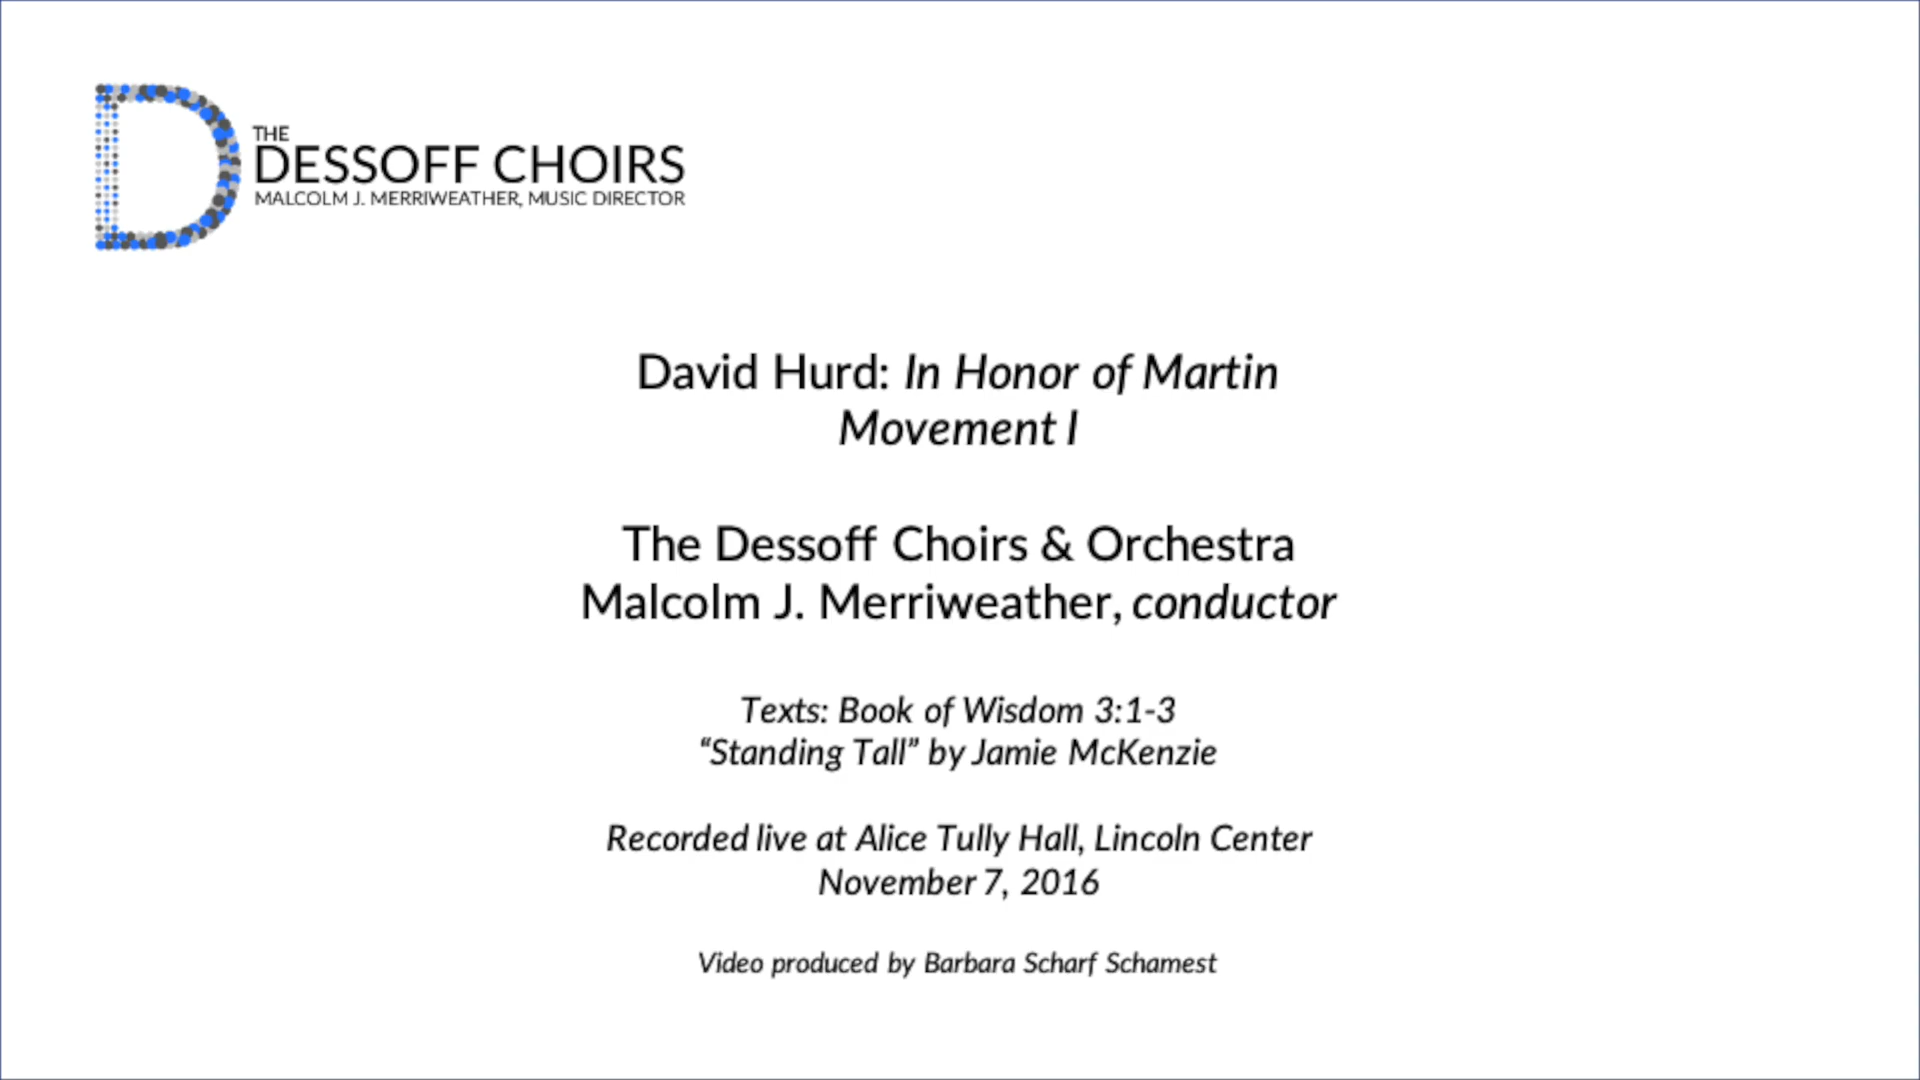 THE
DESSOFF CHOIRS
MALCOLM J. MERRIWEATHER, MUSIC DIRECTOR
David Hurd: In Honor of Martin
Movement I
The Dessoff Choirs & Orchestra
Malcolm J. Merriweather, conductor
Texts: Book of Wisdom 3:1-3
“Standing Tall” by Jamie McKenzie
Recorded live at Alice Tully Hall, Lincoln Center
November 7, 2016
Video produced by Barbara Scharf Schamest